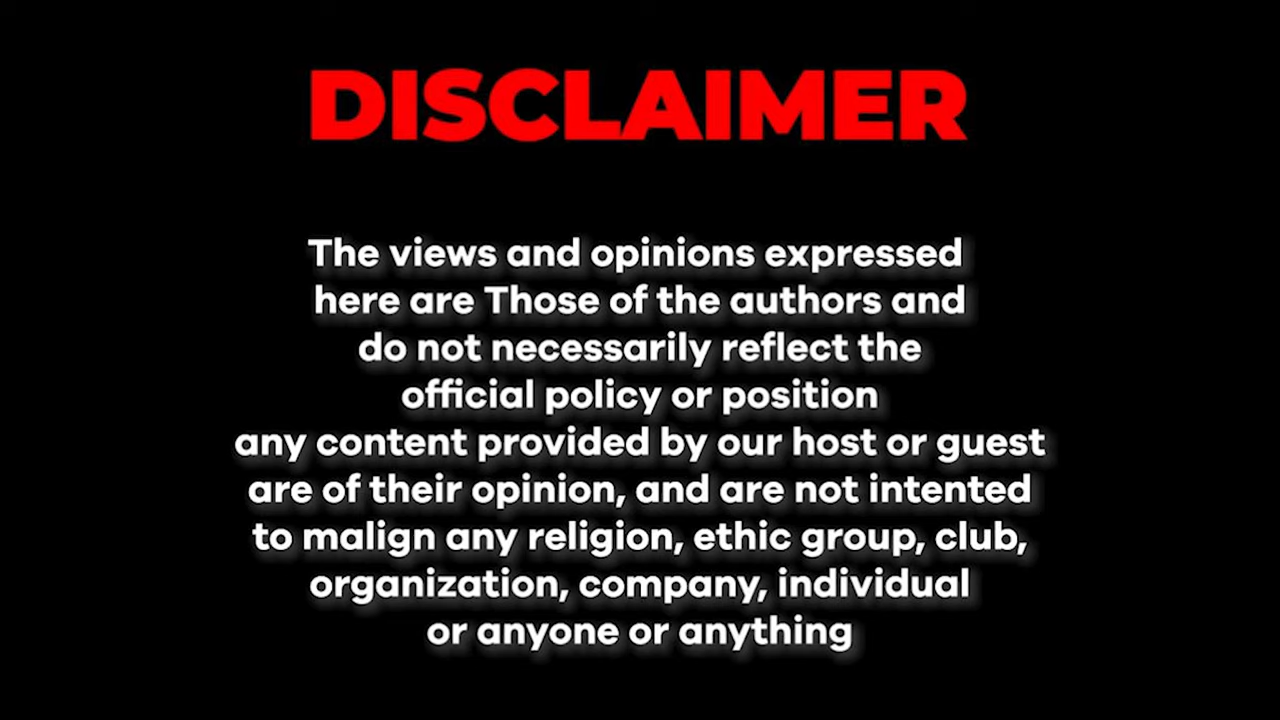 DISCLAIMER
The views and opinions expressed
here are Those of the authors and
do not necessarily reflect the
official policy or position
any content provided by our host or guest
are of their opinion, and are not intented
to malign any religion, ethic group, club,
organization, company, individual
or anyone or anything